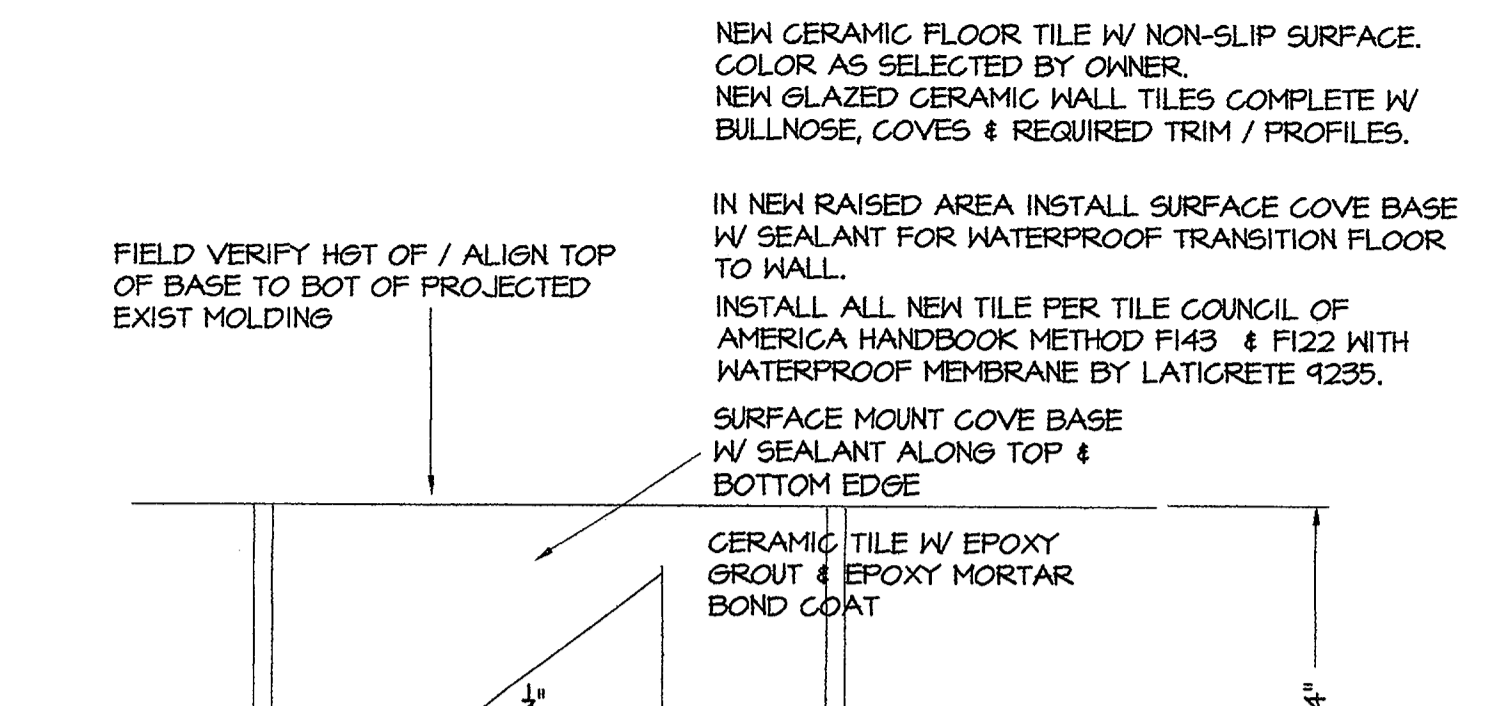 NEW CERAMIC FLOOR TILE W/ NON-SLIP SURFACE.
COLOR AS SELECTED BY OWNER.
NEW GLAZED CERAMIC WALL TILES COMPLETE W/
BULLNOSE, COVES & REQUIRED TRIM / PROFILES.
IN NEW RAISED AREA INSTALL SURFACE COVE BASE
W/ SEALANT FOR WATERPROOF TRANSITION FLOOR
TO WALL.
FIELD VERIFY HGT OF / ALIGN TOP
OF BASE TO BOT OF PROJECTED
EXIST MOLDING
INSTALL ALL NEW TILE PER TILE COUNCIL OF
AMERICA HANDBOOK METHOD F143 & F122 WITH
WATERPROOF MEMBRANE BY LATICRETE 9235.
SURFACE MOUNT COVE BASE
W/ SEALANT ALONG TOP &
BOTTOM EDGE
CERAMIC TILE W/ EPOXY
GROUT & EPOXY MORTAR
BOND COAT